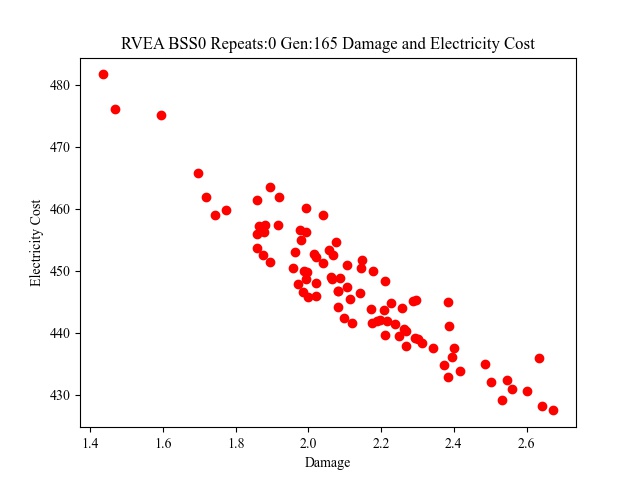 RVEA BSS0 Repeats:0 Gen:165 Damage and Electricity Cost
480
470
460
450
440
430
Electricity Cost
1.4 1.6 1.8 2.0 2.2 2.4 2.6
Damage